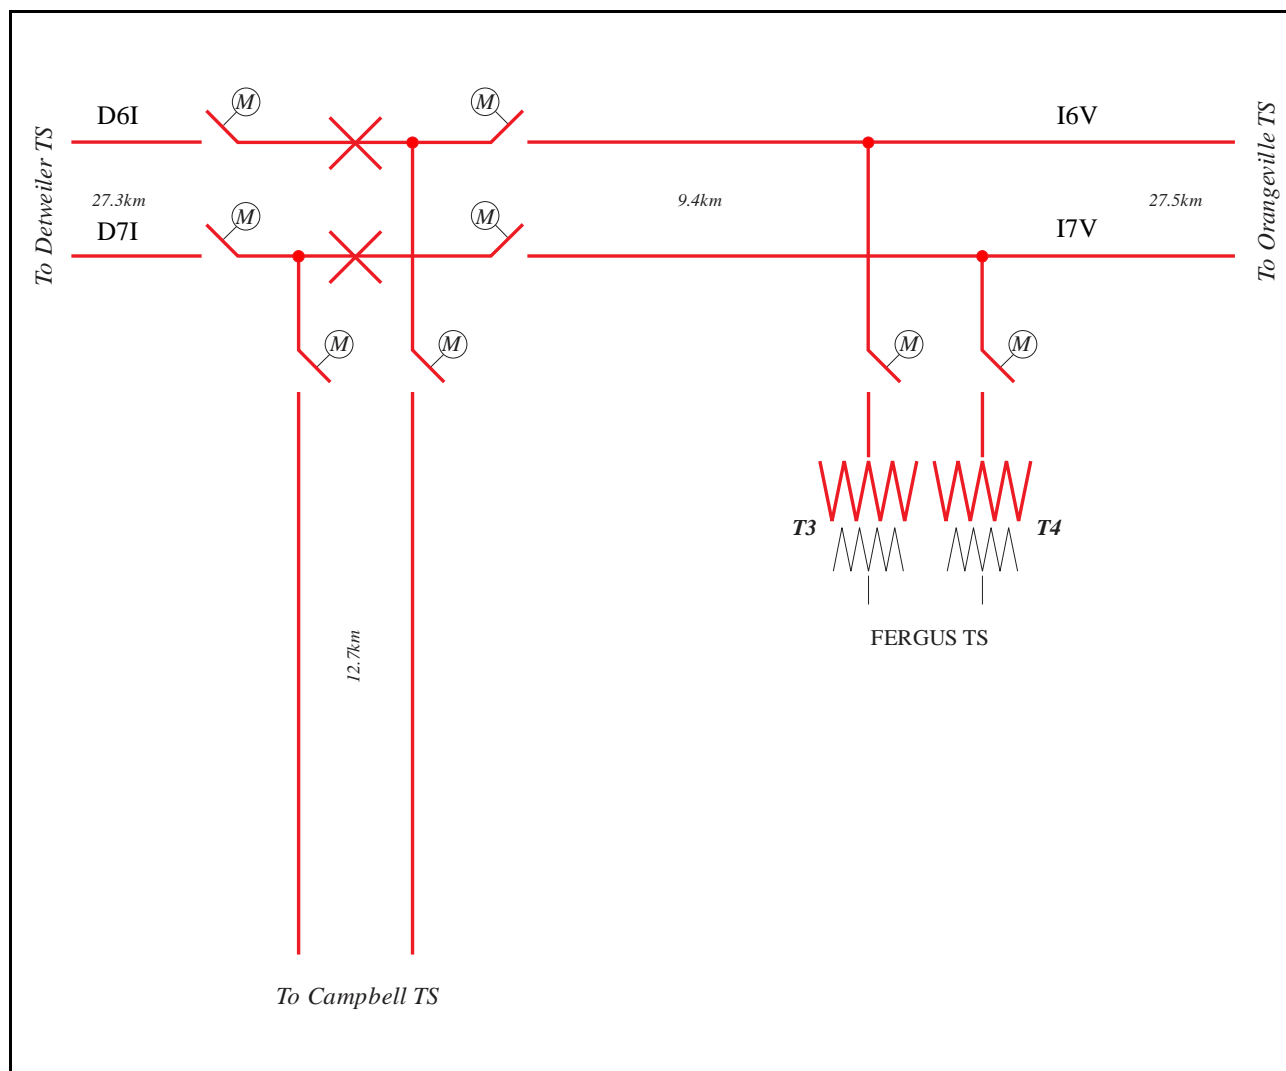 D6I
M
M
I6V
To Detweiler TS
27.3km
9.4km
27.5km
To Orangeville TS
D7I
M
M
I7V
M
M
M
M
T3
T4
FERGUS TS
12.7km
To Campbell TS